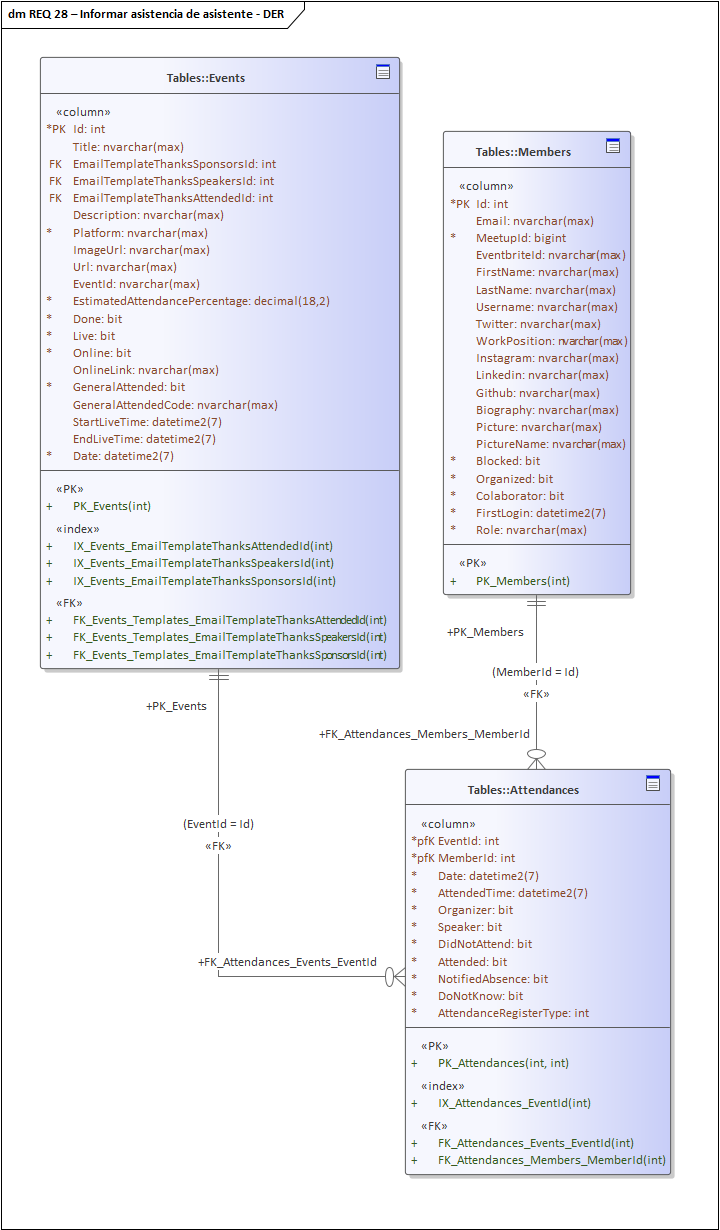 dm REQ 28 – Informar asistencia de asistente - DER
Tables::Events
«column»
*PK Id: int
Title: nvarchar(max)
FK EmailTemplateThanksSponsorsId: int
FK EmailTemplateThanksSpeakersId: int
FK EmailTemplateThanksAttendedId: int
Description: nvarchar(max)
* Platform: nvarchar(max)
ImageUrl: nvarchar(max)
Url: nvarchar(max)
EventId: nvarchar(max)
* EstimatedAttendancePercentage: decimal(18,2)
* Done: bit
* Live: bit
* Online: bit
OnlineLink: nvarchar(max)
* GeneralAttended: bit
GeneralAttendedCode: nvarchar(max)
StartLiveTime: datetime2(7)
EndLiveTime: datetime2(7)
* Date: datetime2(7)
«PK»
+ PK_Events(int)
«index»
+ IX_Events_EmailTemplateThanksAttendedId(int)
+ IX_Events_EmailTemplateThanksSpeakersId(int)
+ IX_Events_EmailTemplateThanksSponsorsId(int)
«FK»
+ FK_Events_Templates_EmailTemplateThanksAttendedId(int)
+ FK_Events_Templates_EmailTemplateThanksSpeakersId(int)
+ FK_Events_Templates_EmailTemplateThanksSponsorsId(int)
Tables::Members
«column»
*PK Id: int
Email: nvarchar(max)
* MeetupId: bigint
EventbriteId: nvarchar(max)
FirstName: nvarchar(max)
LastName: nvarchar(max)
Username: nvarchar(max)
Twitter: nvarchar(max)
WorkPosition: nvarchar(max)
Instagram: nvarchar(max)
Linkedin: nvarchar(max)
Github: nvarchar(max)
Biography: nvarchar(max)
Picture: nvarchar(max)
PictureName: nvarchar(max)
* Blocked: bit
* Organized: bit
* Colaborator: bit
* FirstLogin: datetime2(7)
* Role: nvarchar(max)
«PK»
+ PK_Members(int)
+PK_Members
(MemberId = Id)
«FK»
+FK_Attendances_Members_MemberId
+PK_Events
(EventId = Id)
«FK»
+FK_Attendances_Events_EventId
Tables::Attendances
«column»
*pfK EventId: int
*pfK MemberId: int
* Date: datetime2(7)
* AttendedTime: datetime2(7)
* Organizer: bit
* Speaker: bit
* DidNotAttend: bit
* Attended: bit
* NotifiedAbsence: bit
* DoNotKnow: bit
* AttendanceRegisterType: int
«PK»
+ PK_Attendances(int, int)
«index»
+ IX_Attendances_EventId(int)
«FK»
+ FK_Attendances_Events_EventId(int)
+ FK_Attendances_Members_MemberId(int)